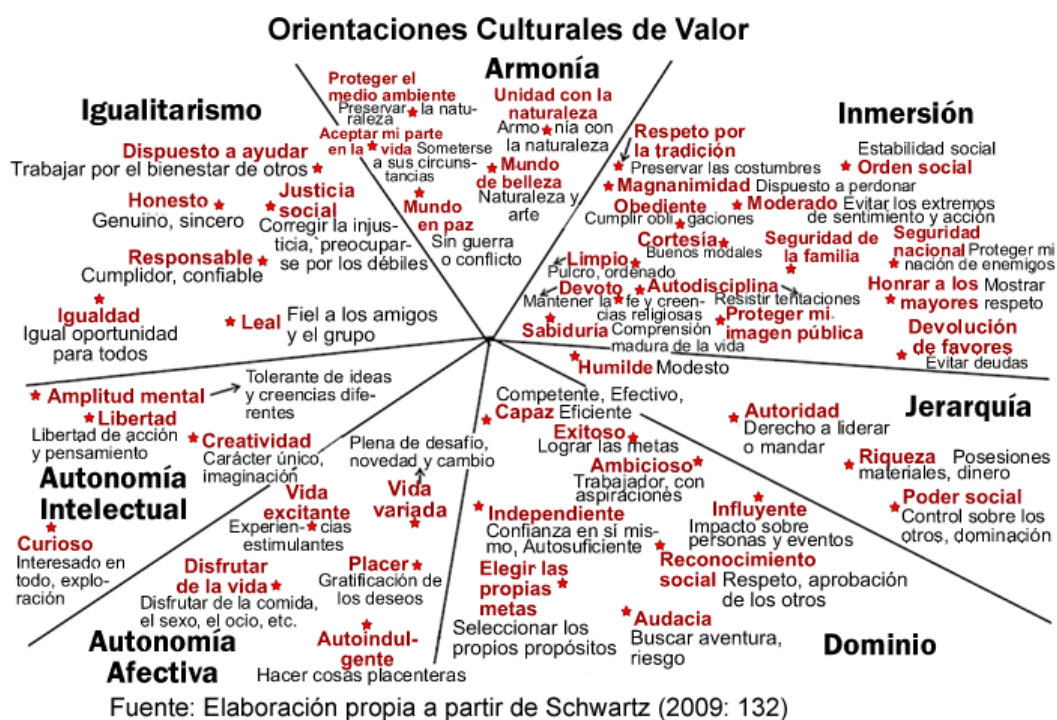 Orientaciones Culturales de Valor
Armonía
Proteger el
medio ambiente
Preservar la natu-
raleza
Aceptar mi parte
en la vida
Someterse
a sus circuns-
tancias
Mundo
en paz
Sin guerra
o conflicto
Unidad con la
naturaleza
Armonía con
la naturaleza
Mundo
de belleza
Naturaleza y
arte
Igualitarismo
Dispuesto a ayudar
Trabajar por el bienestar de otros
Honesto
Genuino, sincero
Justicia
social
Corregir la injus-
ticia, preocupar-
se por los débiles
Responsable
Cumplidor, confiable
Igualdad
Igual oportunidad
para todos
Leal
Fiel a los amigos
y el grupo
Inmersión
Respeto por
la tradición
Preservar las costumbres
Estabilidad social
Orden social
Magnanimidad Dispuesto a perdonar
Obediente
Cumplir obligaciones
Moderado Evitar los extremos
de sentimiento y acción
Cortesía
Buenos modales
Seguridad de
la familia
Seguridad
nacional Proteger mi
nación de enemigos
Limpio
Pulcro, ordenado
Devoto
Mantener la fe y creen-
cias religiosas
Autodisciplina
Resistir tentaciones
Honrar a los
mayores
Mostrar
respeto
Sabiduría
Comprensión
madura de la vida
Proteger mi
imagen pública
Devolución
de favores
Evitar deudas
Humilde Modesto
Amplitud mental
Tolerante de ideas
y creencias dife-
rentes
Libertad
Libertad de acción
y pensamiento
Creatividad
Carácter único,
imaginación
Autonomía
Intelectual
Curioso
Interesado en
todo, explo-
ración
Plena de desafío,
novedad y cambio
Vida
variada
Vida
excitante
Experiencias
estimulantes
Disfrutar
de la vida
Disfrutar de la comida,
el sexo, el ocio, etc.
Placer
Gratificación de
los deseos
Autoindul-
gente
Hacer cosas placenteras
Autonomía
Afectiva
Competente, Efectivo,
Capaz Eficiente
Exitoso
Lograr las metas
Ambicioso
Trabajador, con
aspiraciones
Independiente
Confianza en sí mis-
mo, Autosuficiente
Influyente
Impacto sobre
personas y eventos
Elegir las
propias
metas
Seleccionar los
propios propósitos
Reconocimiento
social Respeto, aprobación
de los otros
Audacia
Buscar aventura,
riesgo
Dominio
Jerarquía
Autoridad
Derecho a liderar
o mandar
Riqueza Posesiones
materiales, dinero
Poder social
Control sobre los
otros, dominación
Fuente: Elaboración propia a partir de Schwartz (2009: 132)